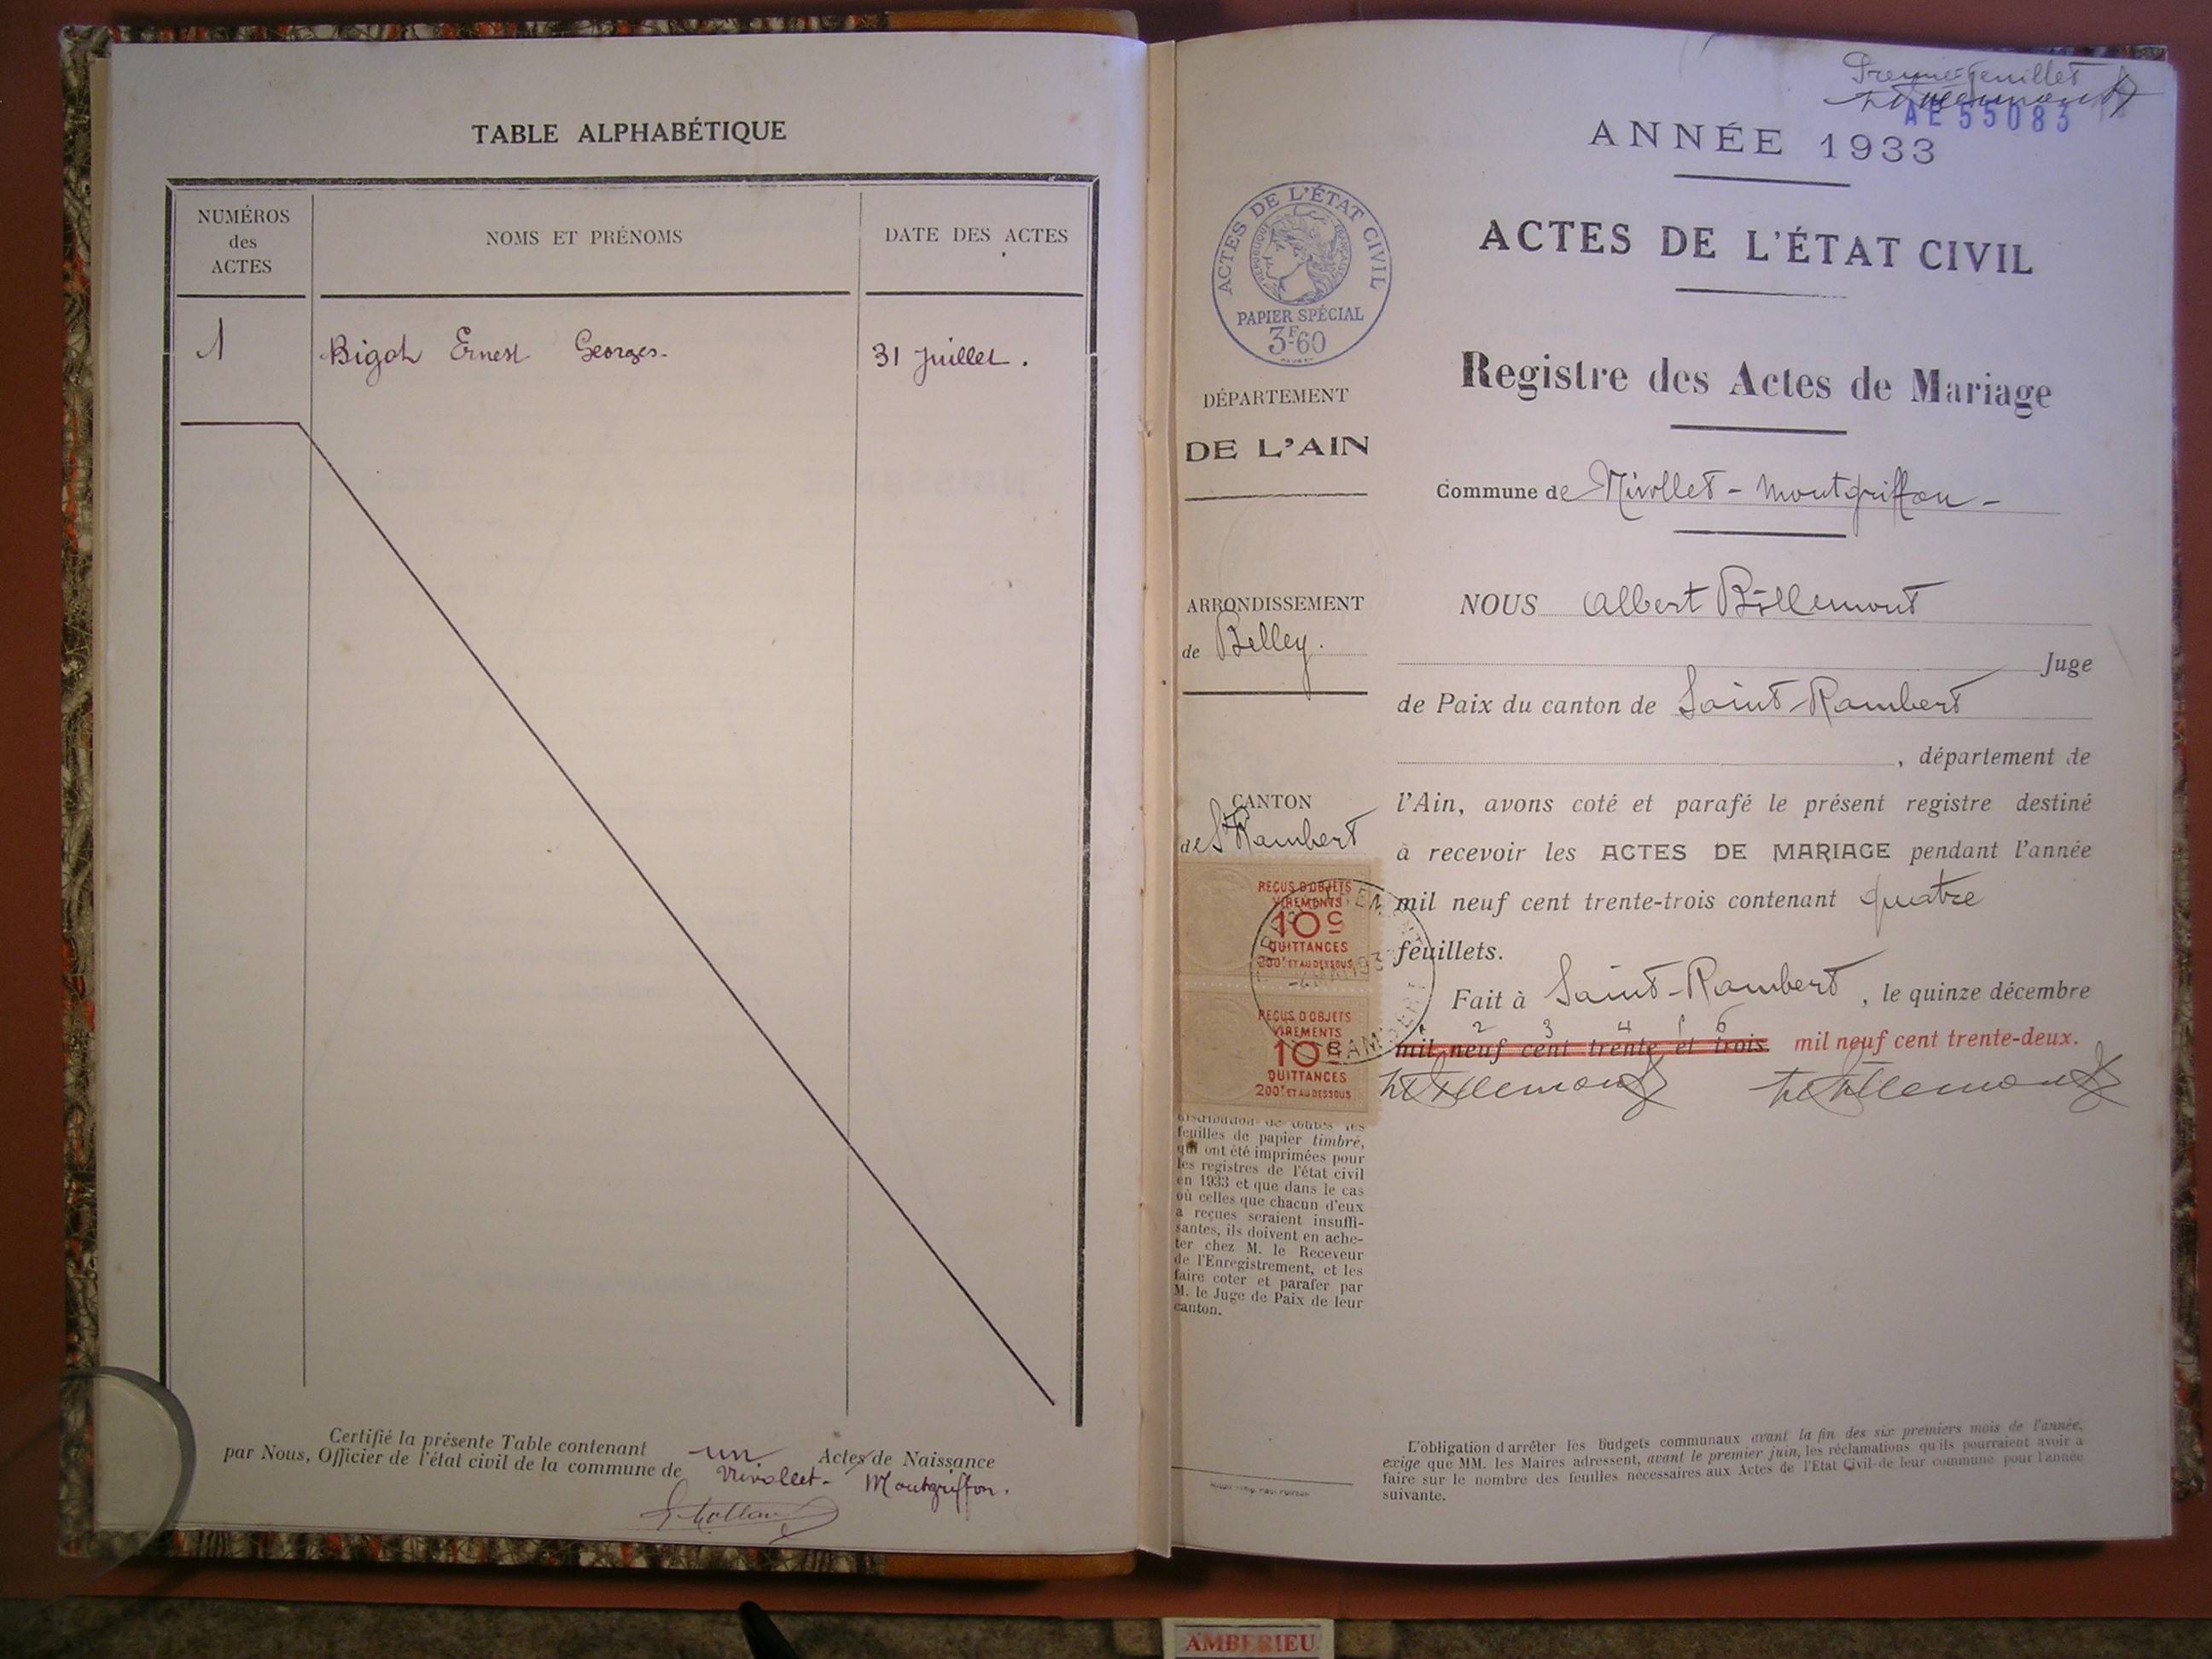 TABLE ALPHABÉTIQUE
NUMÉROS
des
ACTES
NOMS ET PRÉNOMS
DATE DES ACTES
1
Bigot Ernest Georges.
31 Juillet.
Certifié la présente Table contenant un Actes de Naissance
par Nous, Officier de l'état civil de la commune de Nivollet-Montgriffon.
Premier feuillet
AE 55083
ANNÉE 1933
ACTES DE L'ÉTAT CIVIL
RÉPUBLIQUE FRANÇAISE
PAPIER SPÉCIAL
3F60
ACTES DE L'ÉTAT CIVIL
Registre des Actes de Mariage
DÉPARTEMENT
DE L'AIN
Commune de Nivollet-Montgriffon-
ARRONDISSEMENT
de Belley.
CANTON
de St Rambert
NOUS Albert Billemont
Juge
de Paix du canton de Saint-Rambert
, département de
l'Ain, avons coté et parafé le présent registre destiné
à recevoir les ACTES DE MARIAGE pendant l'année
mil neuf cent trente-trois contenant quatre
feuillets.
Fait à Saint-Rambert, le quinze décembre
1 2 3 4 5 6
mil neuf cent trente et trois. mil neuf cent trente-deux.
REÇUS D'OBJETS
VIREMENTS
10c
QUITTANCES
200F ET AU DESSOUS
REÇUS D'OBJETS
VIREMENTS
10c
QUITTANCES
200F ET AU DESSOUS
distribution de toutes les
feuilles de papier timbré,
qui ont été imprimées pour
les registres de l'état civil
en 1933 et que dans le cas
où celles que chacun d'eux
a reçues seraient insuffi-
santes, ils doivent en ache-
ter chez M. le Receveur
de l'Enregistrement, et les
faire coter et parafer par
M. le Juge de Paix de leur
canton.
L'obligation d'arrêter les budgets communaux avant la fin des six premiers mois de l'année,
exige que MM. les Maires adressent, avant le premier juin, les réclamations qu'ils pourraient avoir à
faire sur le nombre des feuilles nécessaires aux Actes de l'Etat Civil de leur commune pour l'année
suivante.
AMBERIEU